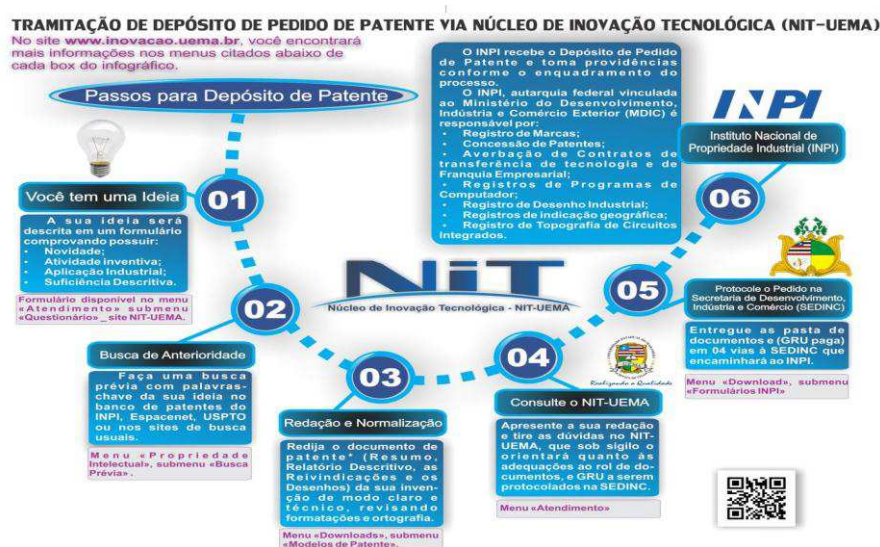 TRAMITAÇÃO DE DEPÓSITO DE PEDIDO DE PATENTE VIA NÚCLEO DE INOVAÇÃO TECNOLÓGICA (NIT-UEMA)
No site www.inovacao.uema.br, você encontrará
mais informações nos menus citados abaixo de
cada box do infográfico.
Passos para Depósito de Patente
01
Você tem uma Ideia
A sua ideia será
descrita em um formulário
comprovando possuir:
• Novidade;
• Atividade inventiva;
• Aplicação Industrial;
• Suficiência Descritiva.
Formulário disponível no menu
«Atendimento» submenu
«Questionário» _ site NIT-UEMA.
02
Busca de Anterioridade
Faça uma busca
prévia com palavras-
chave da sua ideia no
banco de patentes do
INPI, Espacenet, USPTO
ou nos sites de busca
usuais.
Menu «Propriedade
Intelectual», submenu «Busca
Prévia».
03
Redação e Normalização
Redija o documento de
patente* (Resumo,
Relatório Descritivo, as
Reivindicações e os
Desenhos) da sua inven-
ção de modo claro e
técnico, revisando
formatações e ortografia.
Menu «Downloads», submenu
«Modelos de Patente».
NiT
Núcleo de Inovação Tecnológica - NIT-UEMA
Realizando a Qualidade
04
Consulte o NIT-UEMA
Apresente a sua redação
e tire as dúvidas no NIT-
UEMA, que sob sigilo o
orientará quanto às
adequações ao rol de do-
cumentos, e GRU a serem
protocolados na SEDINC.
Menu «Atendimento»
05
Protocole o Pedido na
Secretaria de Desenvolvimento,
Indústria e Comércio (SEDINC)
Entregue as pasta de
documentos e (GRU paga)
em 04 vias à SEDINC que
encaminhará ao INPI.
Menu «Download», submenu
«Formulários INPI»
06
INPI
Instituto Nacional de
Propriedade Industrial (INPI)
O INPI recebe o Depósito de Pedido
de Patente e toma providências
conforme o enquadramento do
processo.
O INPI, autarquia federal vinculada
ao Ministério do Desenvolvimento,
Indústria e Comércio Exterior (MDIC) é
responsável por:
• Registro de Marcas;
• Concessão de Patentes;
• Averbação de Contratos de
transferência de tecnologia e de
Franquia Empresarial;
• Registros de Programas de
Computador;
• Registro de Desenho Industrial;
• Registros de indicação geográfica;
• Registro de Topografia de Circuitos
Integrados.